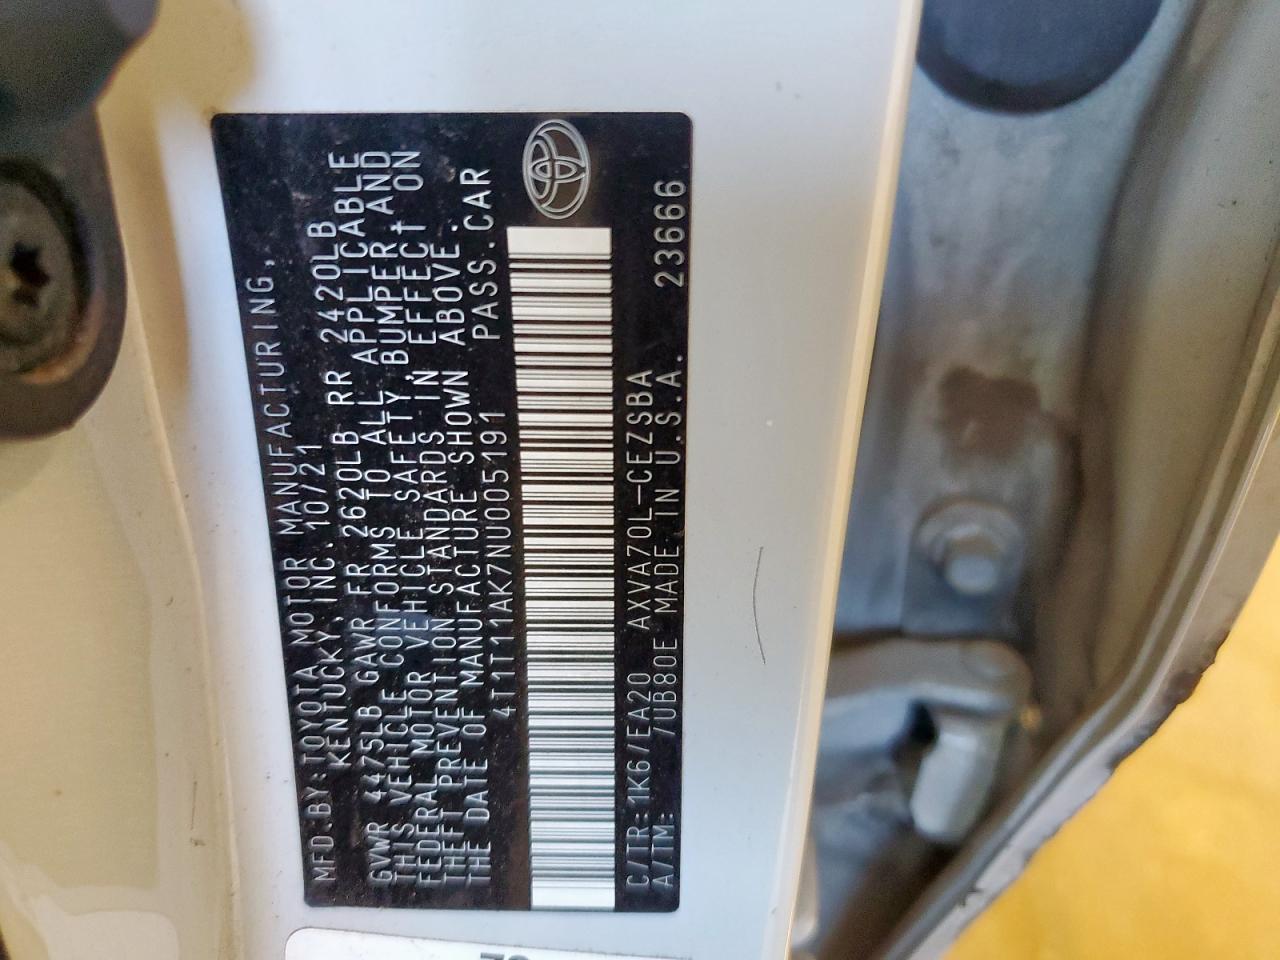 MFD.BY:TOYOTA MOTOR MANUFACTURING,
KENTUCKY,INC. 10/21
GVWR 4475LB GAWR FR 2620LB RR 2420LB
THIS VEHICLE CONFORMS TO ALL APPLICABLE
FEDERAL MOTOR VEHICLE SAFETY, BUMPER AND
THEFT PREVENTION STANDARDS IN EFFECT ON
THE DATE OF MANUFACTURE SHOWN ABOVE.
4T1T11AK7NU005191 PASS.CAR
C/TR:1K6/EA20 AXVA70L-CEZSBA 23666
A/TM: 7UB80E MADE IN U.S.A.